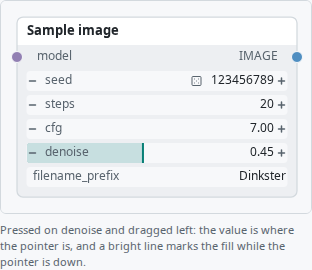 Sample image
model IMAGE
− seed 123456789 +
− steps 20 +
− cfg 7.00 +
− denoise 0.45 +
filename_prefix Dinkster
Pressed on denoise and dragged left: the value is where
the pointer is, and a bright line marks the fill while the
pointer is down.